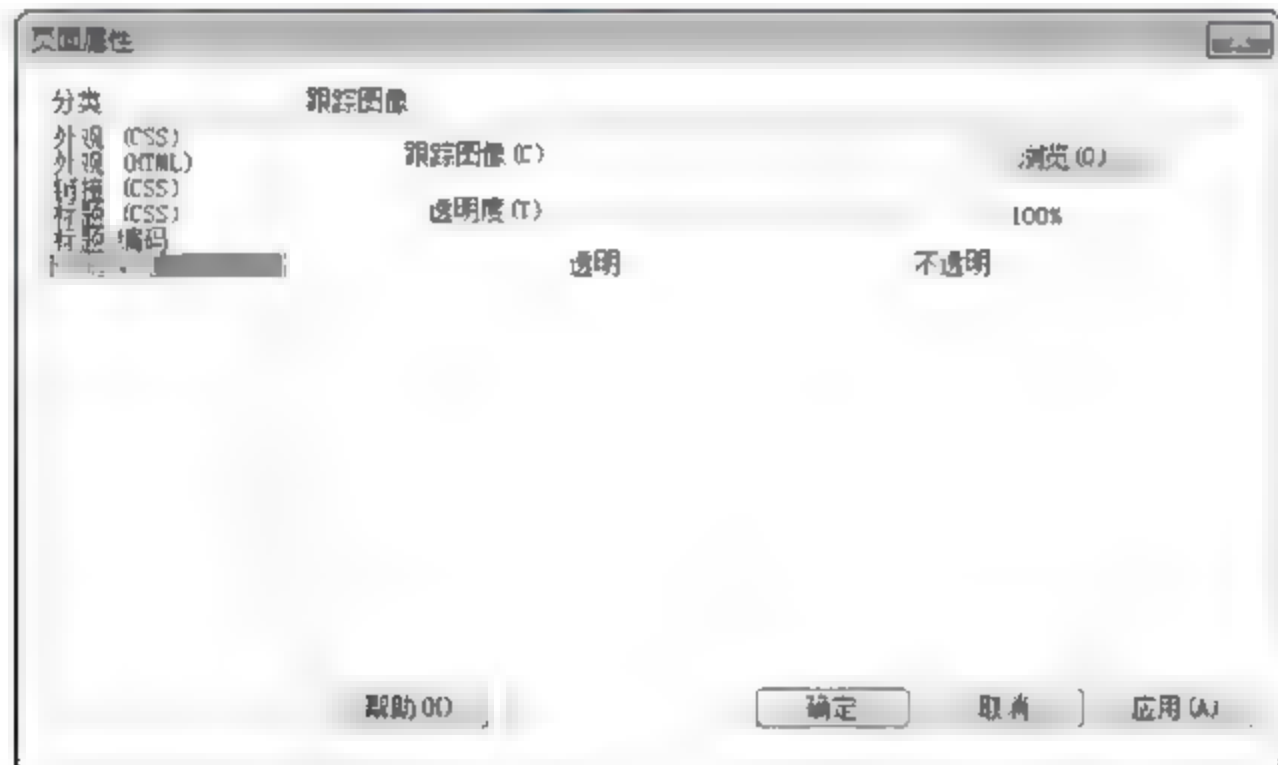 页面属性
分类
跟踪图像
外观 (CSS)
外观 (HTML)
链接 (CSS)
标题 (CSS)
标题/编码
跟踪图像(C)
浏览(O)
透明度(T)
100%
透明
不透明
帮助(H)
确定
取消
应用(A)